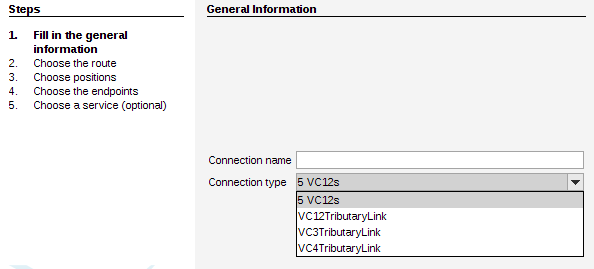 Steps
General Information
1. Fill in the general
information
2. Choose the route
3. Choose positions
4. Choose the endpoints
5. Choose a service (optional)
Connection name
Connection type 5 VC12s
5 VC12s
VC12TributaryLink
VC3TributaryLink
VC4TributaryLink